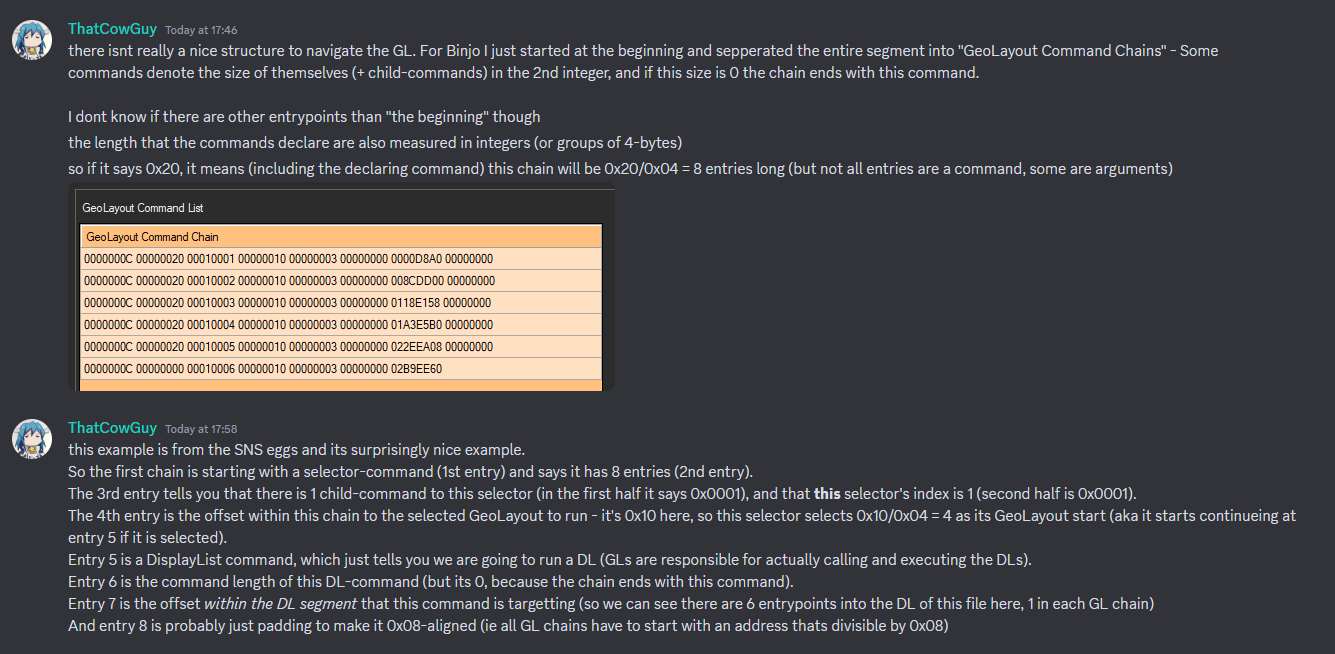 ThatCowGuy Today at 17:46
there isnt really a nice structure to navigate the GL. For Binjo I just started at the beginning and sepperated the entire segment into "GeoLayout Command Chains" - Some
commands denote the size of themselves (+ child-commands) in the 2nd integer, and if this size is 0 the chain ends with this command.
I dont know if there are other entrypoints than "the beginning" though
the length that the commands declare are also measured in integers (or groups of 4-bytes)
so if it says 0x20, it means (including the declaring command) this chain will be 0x20/0x04 = 8 entries long (but not all entries are a command, some are arguments)
GeoLayout Command List
GeoLayout Command Chain
0000000C 00000020 00010001 00000010 00000003 00000000 0000D8A0 00000000
0000000C 00000020 00010002 00000010 00000003 00000000 008CDD00 00000000
0000000C 00000020 00010003 00000010 00000003 00000000 0118E158 00000000
0000000C 00000020 00010004 00000010 00000003 00000000 01A3E5B0 00000000
0000000C 00000020 00010005 00000010 00000003 00000000 022EEA08 00000000
0000000C 00000000 00010006 00000010 00000003 00000000 02B9EE60
ThatCowGuy Today at 17:58
this example is from the SNS eggs and its surprisingly nice example.
So the first chain is starting with a selector-command (1st entry) and says it has 8 entries (2nd entry).
The 3rd entry tells you that there is 1 child-command to this selector (in the first half it says 0x0001), and that this selector's index is 1 (second half is 0x0001).
The 4th entry is the offset within this chain to the selected GeoLayout to run - it's 0x10 here, so this selector selects 0x10/0x04 = 4 as its GeoLayout start (aka it starts continueing at
entry 5 if it is selected).
Entry 5 is a DisplayList command, which just tells you we are going to run a DL (GLs are responsible for actually calling and executing the DLs).
Entry 6 is the command length of this DL-command (but its 0, because the chain ends with this command).
Entry 7 is the offset within the DL segment that this command is targetting (so we can see there are 6 entrypoints into the DL of this file here, 1 in each GL chain)
And entry 8 is probably just padding to make it 0x08-aligned (ie all GL chains have to start with an address thats divisible by 0x08)